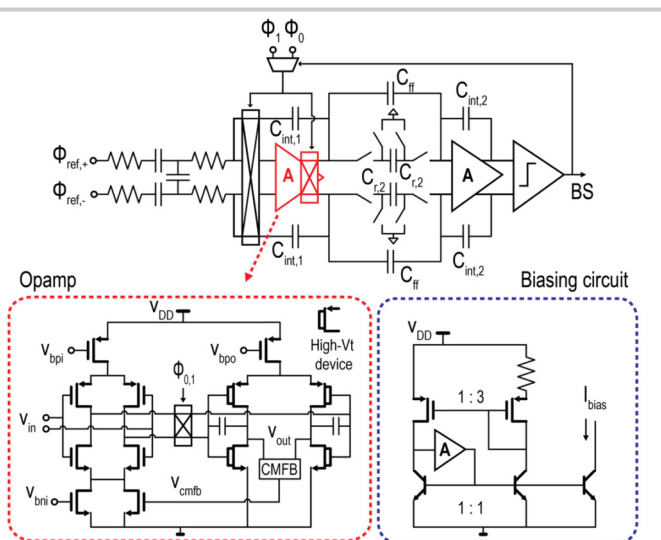 Φ1 Φ0
Cff
Cint,1
Cint,2
Φref,+
A
Cr,2
Cr,2
A
BS
Φref,-
Cint,1
Cff
Cint,2
Opamp
Biasing circuit
VDD
Vbpi
Vbpo
High-Vt
device
Φ0,1
Vin
Vout
CMFB
Vcmfb
Vbni
VDD
1 : 3
Ibias
A
1 : 1